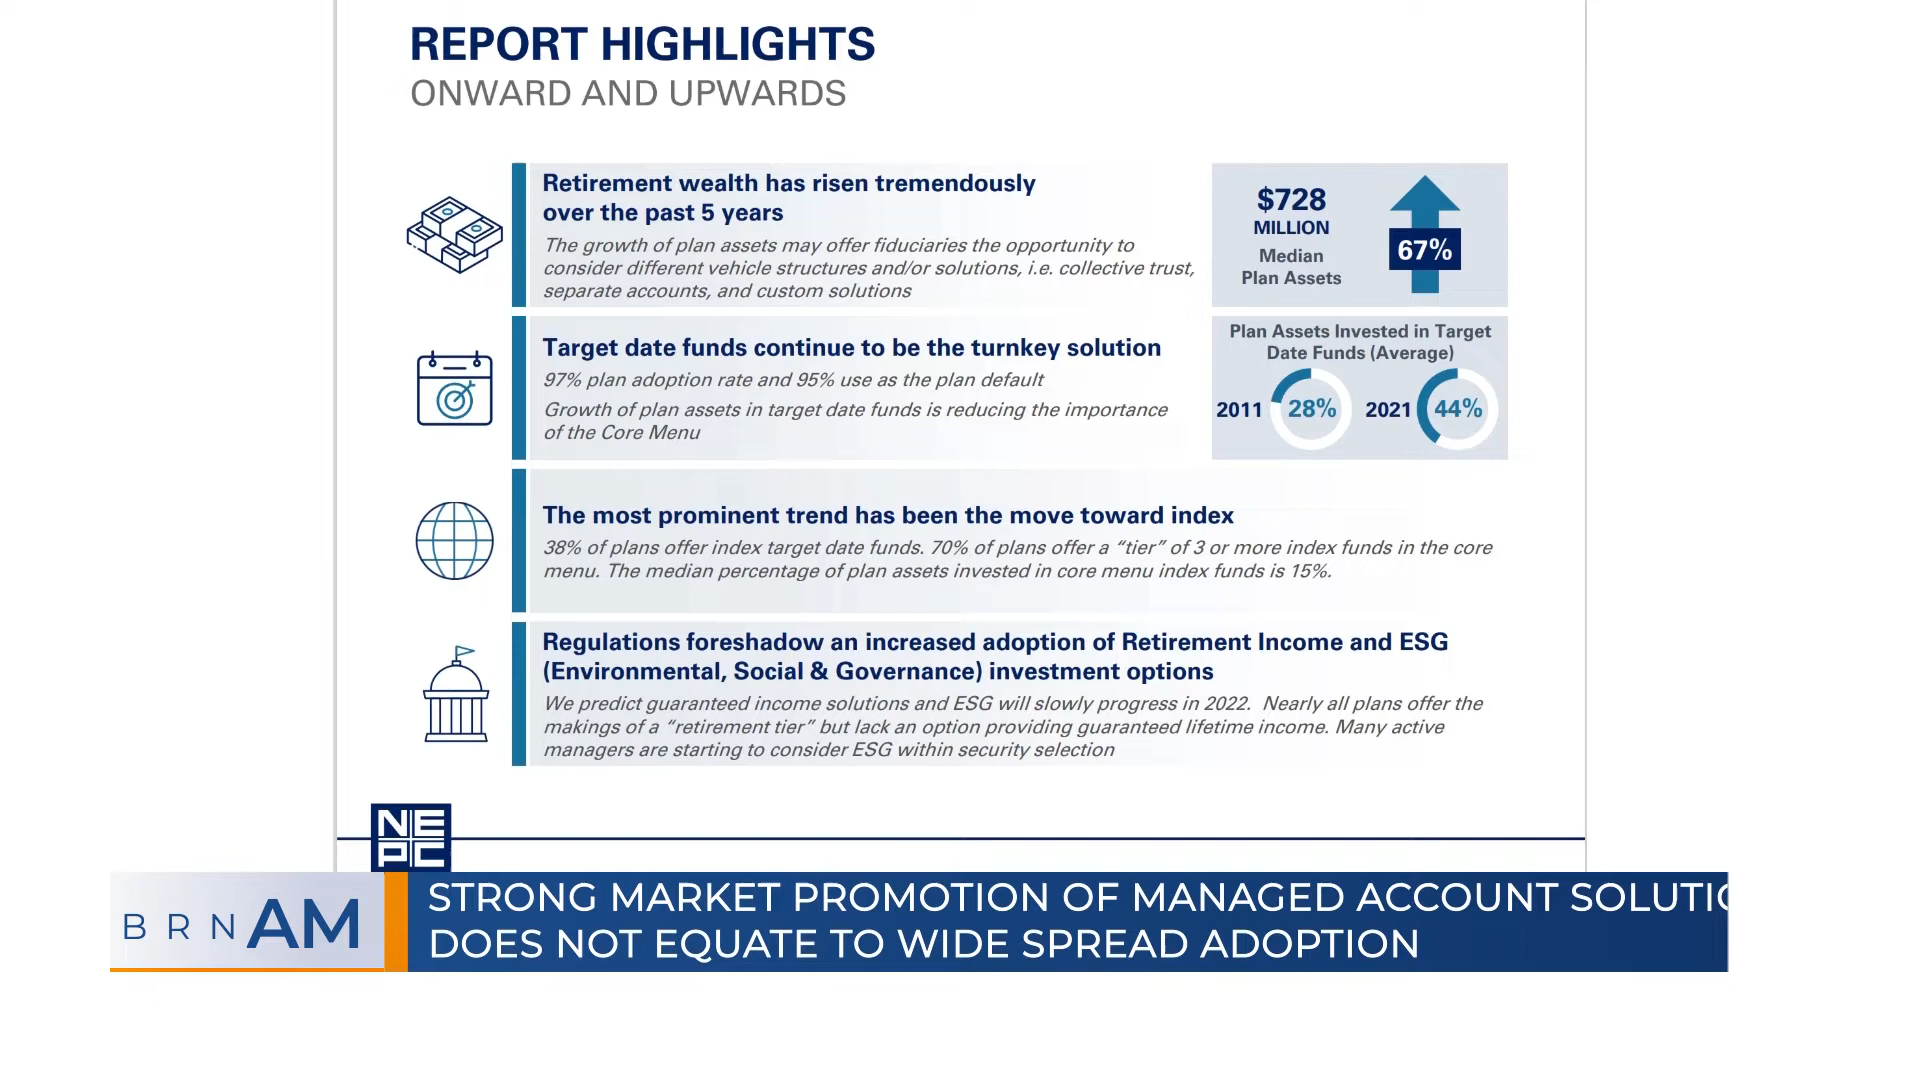 REPORT HIGHLIGHTS
ONWARD AND UPWARDS
Retirement wealth has risen tremendously
over the past 5 years
The growth of plan assets may offer fiduciaries the opportunity to
consider different vehicle structures and/or solutions, i.e. collective trust,
separate accounts, and custom solutions
$728
MILLION
Median
Plan Assets
67%
Target date funds continue to be the turnkey solution
97% plan adoption rate and 95% use as the plan default
Growth of plan assets in target date funds is reducing the importance
of the Core Menu
Plan Assets Invested in Target
Date Funds (Average)
2011 28% 2021 44%
The most prominent trend has been the move toward index
38% of plans offer index target date funds. 70% of plans offer a “tier” of 3 or more index funds in the core
menu. The median percentage of plan assets invested in core menu index funds is 15%.
Regulations foreshadow an increased adoption of Retirement Income and ESG
(Environmental, Social & Governance) investment options
We predict guaranteed income solutions and ESG will slowly progress in 2022.  Nearly all plans offer the
makings of a “retirement tier” but lack an option providing guaranteed lifetime income. Many active
managers are starting to consider ESG within security selection
NE
PC
BRN AM
STRONG MARKET PROMOTION OF MANAGED ACCOUNT
DOES NOT EQUATE TO WIDE SPREAD ADOPTION